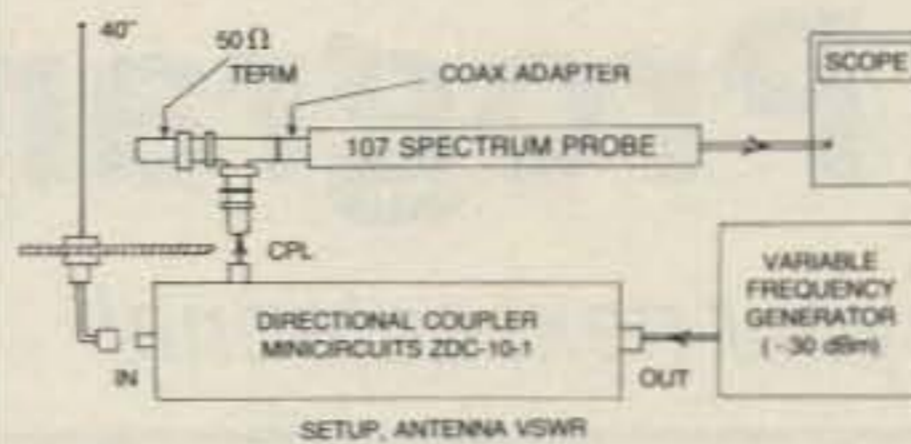 40"
50 Ω
TERM
COAX ADAPTER
SCOPE
107 SPECTRUM PROBE
CPL
VARIABLE
FREQUENCY
GENERATOR
(-30 dBm)
DIRECTIONAL COUPLER
MINICIRCUITS ZDC-10-1
IN
OUT
SETUP, ANTENNA VSWR